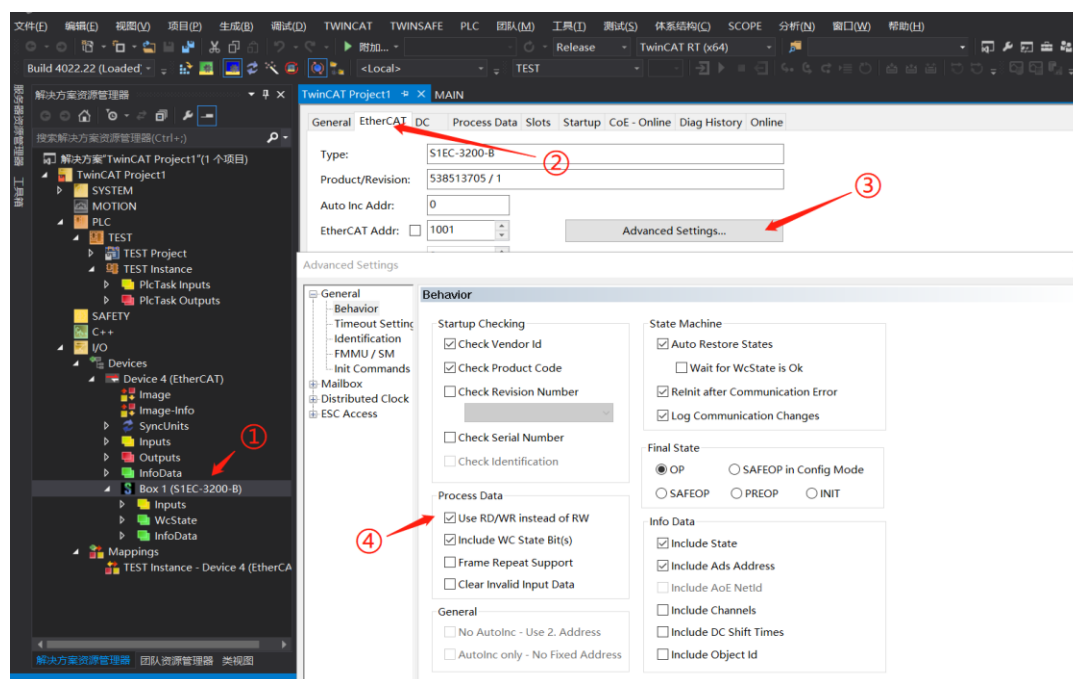 文件(F) 编辑(E) 视图(V) 项目(P) 生成(B) 调试(D) TWINCAT TWINSAFE PLC 团队(M) 工具(T) 测试(S) 体系结构(C) SCOPE 分析(N) 窗口(W) 帮助(H)
附加... Release TwinCAT RT (x64)
Build 4022.22 (Loaded) <Local> TEST
服务器资源管理器
工具箱
解决方案资源管理器
搜索解决方案资源管理器(Ctrl+;)
解决方案"TwinCAT Project1"(1 个项目)
TwinCAT Project1
SYSTEM
MOTION
PLC
TEST
TEST Project
TEST Instance
PlcTask Inputs
PlcTask Outputs
SAFETY
C++
I/O
Devices
Device 4 (EtherCAT)
Image
Image-Info
SyncUnits
Inputs
①
Outputs
InfoData
Box 1 (S1EC-3200-B)
Inputs
WcState
InfoData
Mappings
TEST Instance - Device 4 (EtherCA
解决方案资源管理器 团队资源管理器 类视图
TwinCAT Project1 MAIN
General EtherCAT DC Process Data Slots Startup CoE - Online Diag History Online
Type: S1EC-3200-B
②
Product/Revision: 538513705 / 1
③
Auto Inc Addr: 0
EtherCAT Addr: 1001 Advanced Settings...
Advanced Settings
General
Behavior
Timeout Setting
Identification
FMMU / SM
Init Commands
Mailbox
Distributed Clock
ESC Access
Behavior
Startup Checking
Check Vendor Id
Check Product Code
Check Revision Number
Check Serial Number
Check Identification
Process Data
Use RD/WR instead of RW
④
Include WC State Bit(s)
Frame Repeat Support
Clear Invalid Input Data
General
No AutoInc - Use 2. Address
AutoInc only - No Fixed Address
State Machine
Auto Restore States
Wait for WcState is Ok
ReInit after Communication Error
Log Communication Changes
Final State
OP SAFEOP in Config Mode
SAFEOP PREOP INIT
Info Data
Include State
Include Ads Address
Include AoE NetId
Include Channels
Include DC Shift Times
Include Object Id